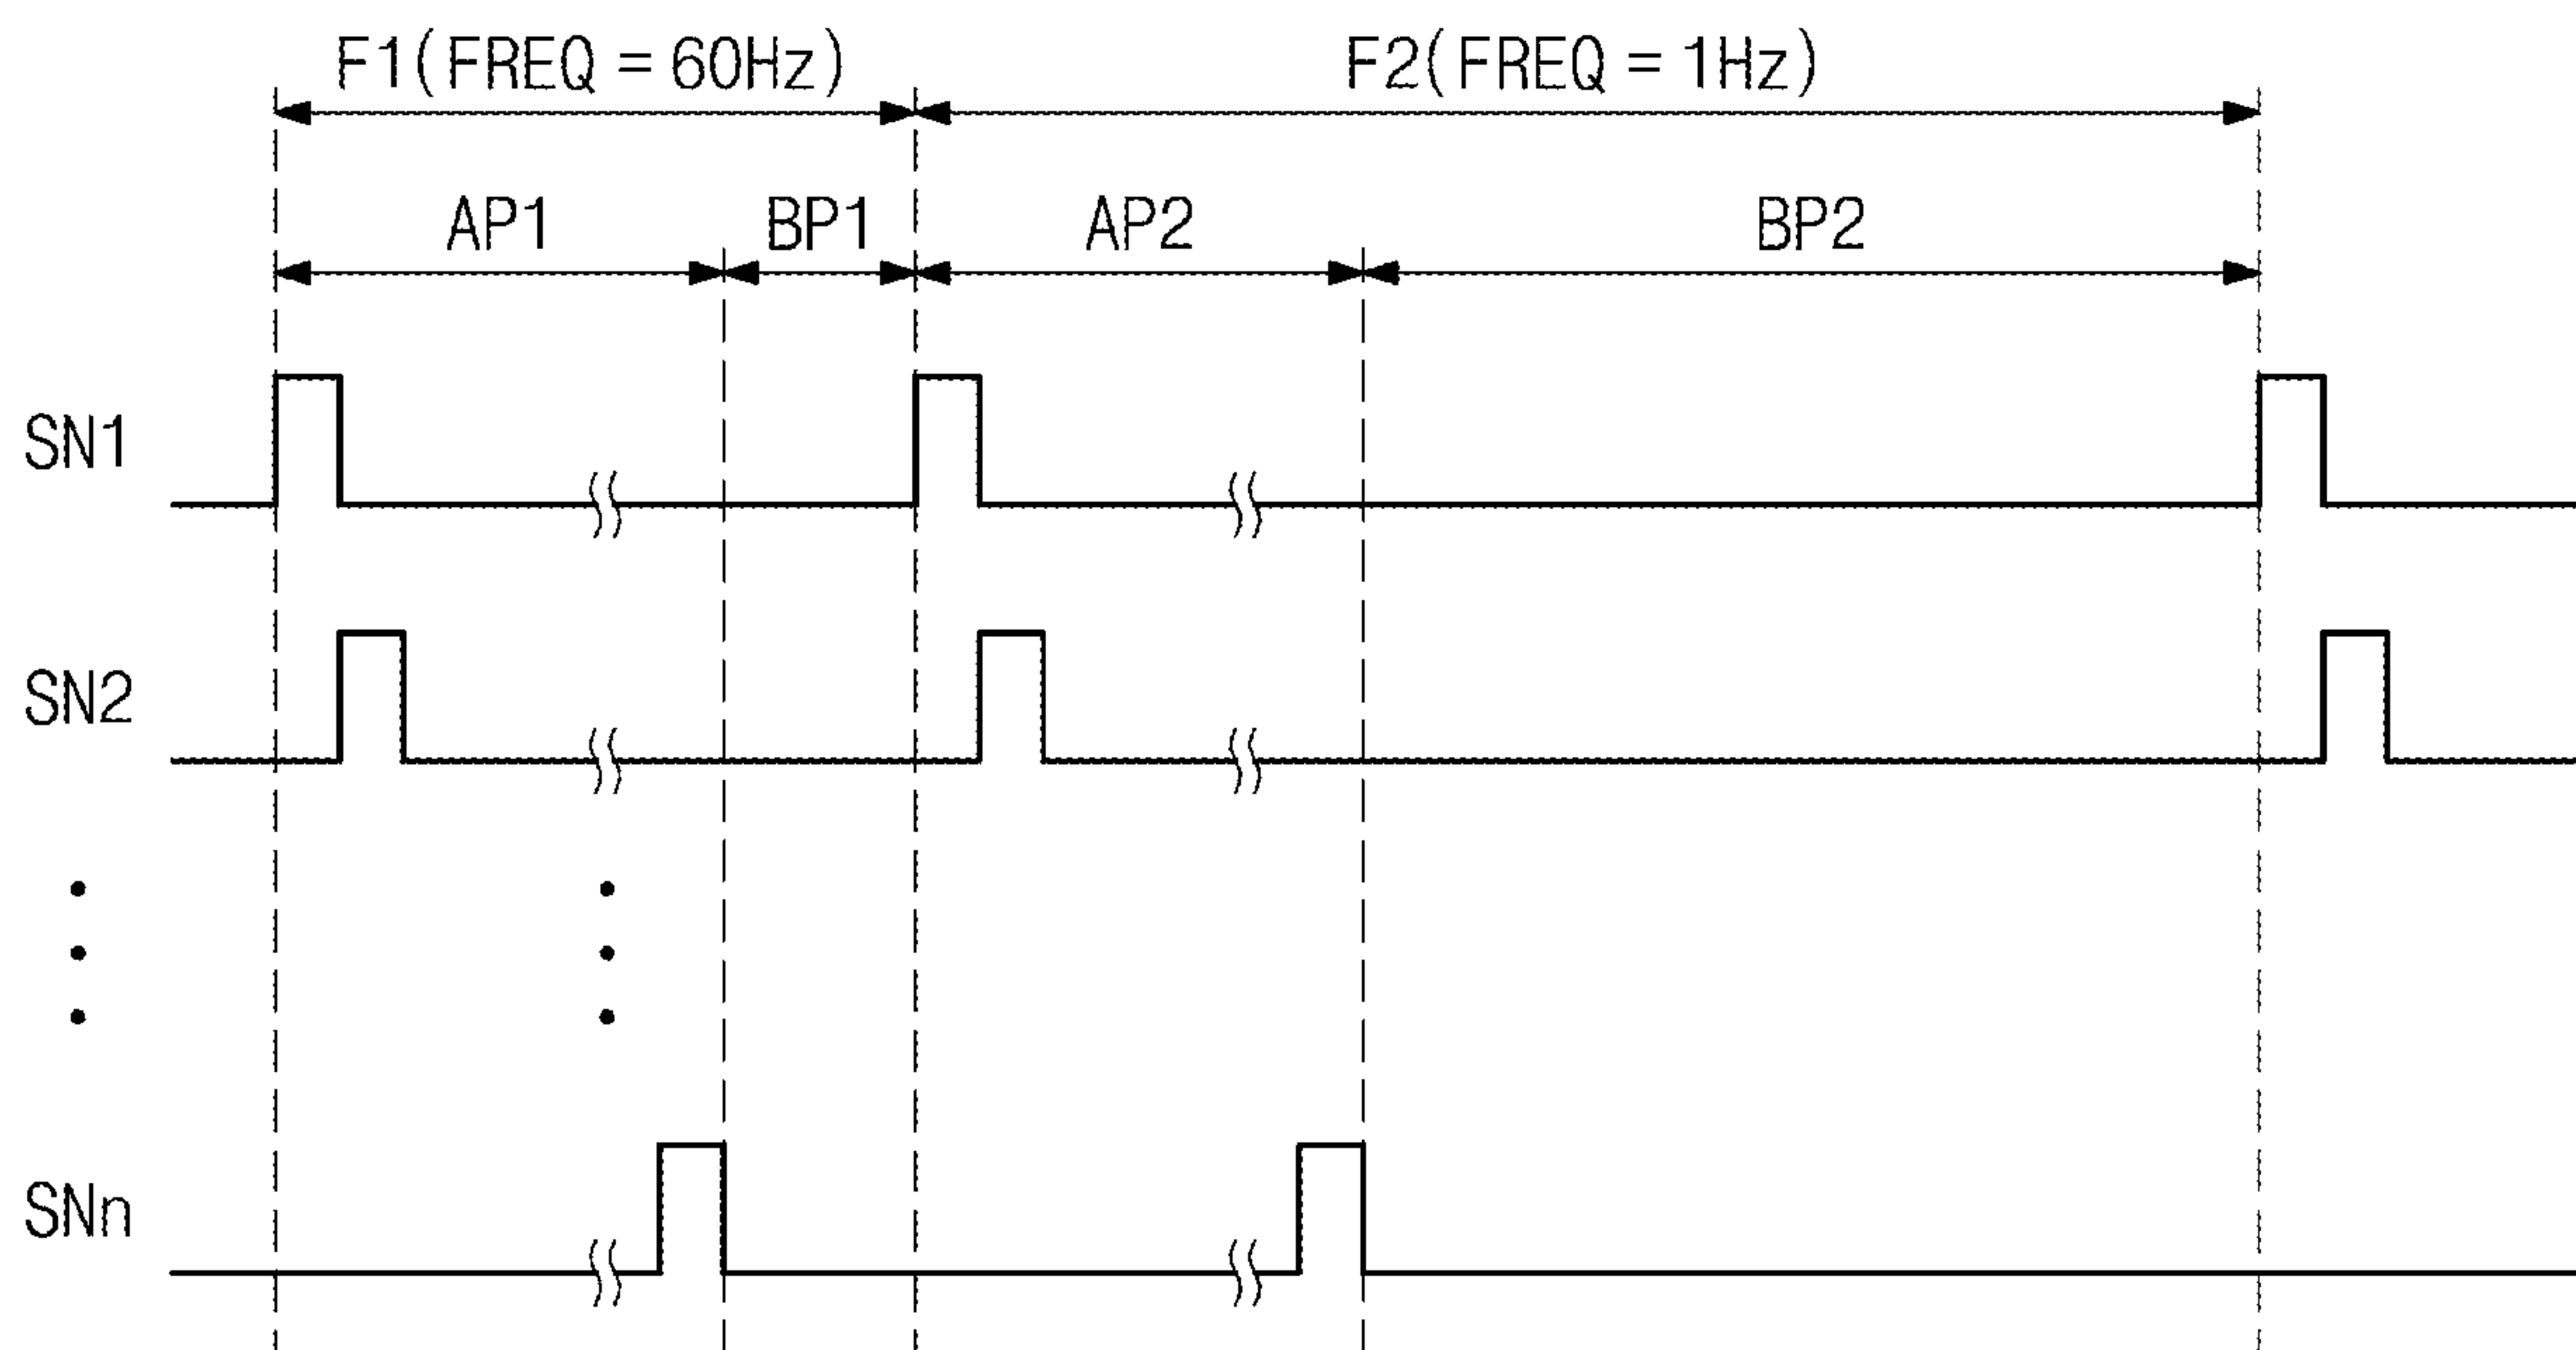 F1(FREQ = 60Hz) F2(FREQ = 1Hz)
AP1 BP1 AP2 BP2
SN1
SN2
SNn